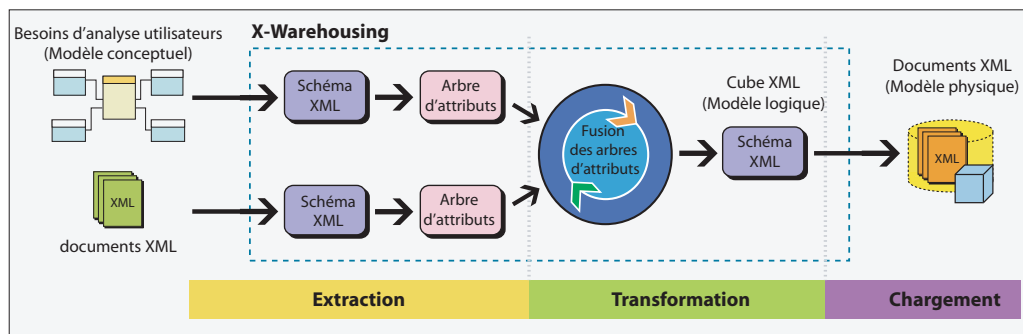 Besoins d'analyse utilisateurs
(Modèle conceptuel)
X-Warehousing
Schéma
XML
Arbre
d'attributs
Fusion
des arbres
d'attributs
Cube XML
(Modèle logique)
Schéma
XML
Documents XML
(Modèle physique)
XML
XML
documents XML
Schéma
XML
Arbre
d'attributs
Extraction
Transformation
Chargement